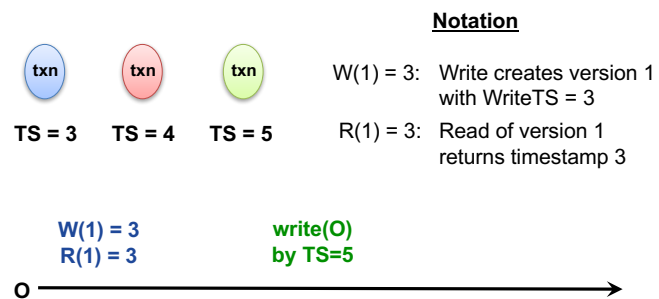 Notation
txn txn txn
W(1) = 3: Write creates version 1
with WriteTS = 3
TS = 3 TS = 4 TS = 5
R(1) = 3: Read of version 1
returns timestamp 3
W(1) = 3
R(1) = 3
write(O)
by TS=5
O